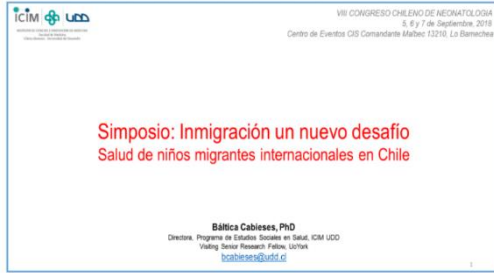 ICIM
UDD
VIII CONGRESO CHILENO DE NEONATOLOGIA
5, 6 y 7 de Septiembre, 2018
Centro de Eventos CIS Comandante Malbec 13210, Lo Barnechea
Simposio: Inmigración un nuevo desafío
Salud de niños migrantes internacionales en Chile
Báltica Cabieses, PhD
Directora, Programa de Estudios Sociales en Salud, ICIM UDD
Visiting Senior Research Fellow, UoYork
bcabieses@udd.cl
1